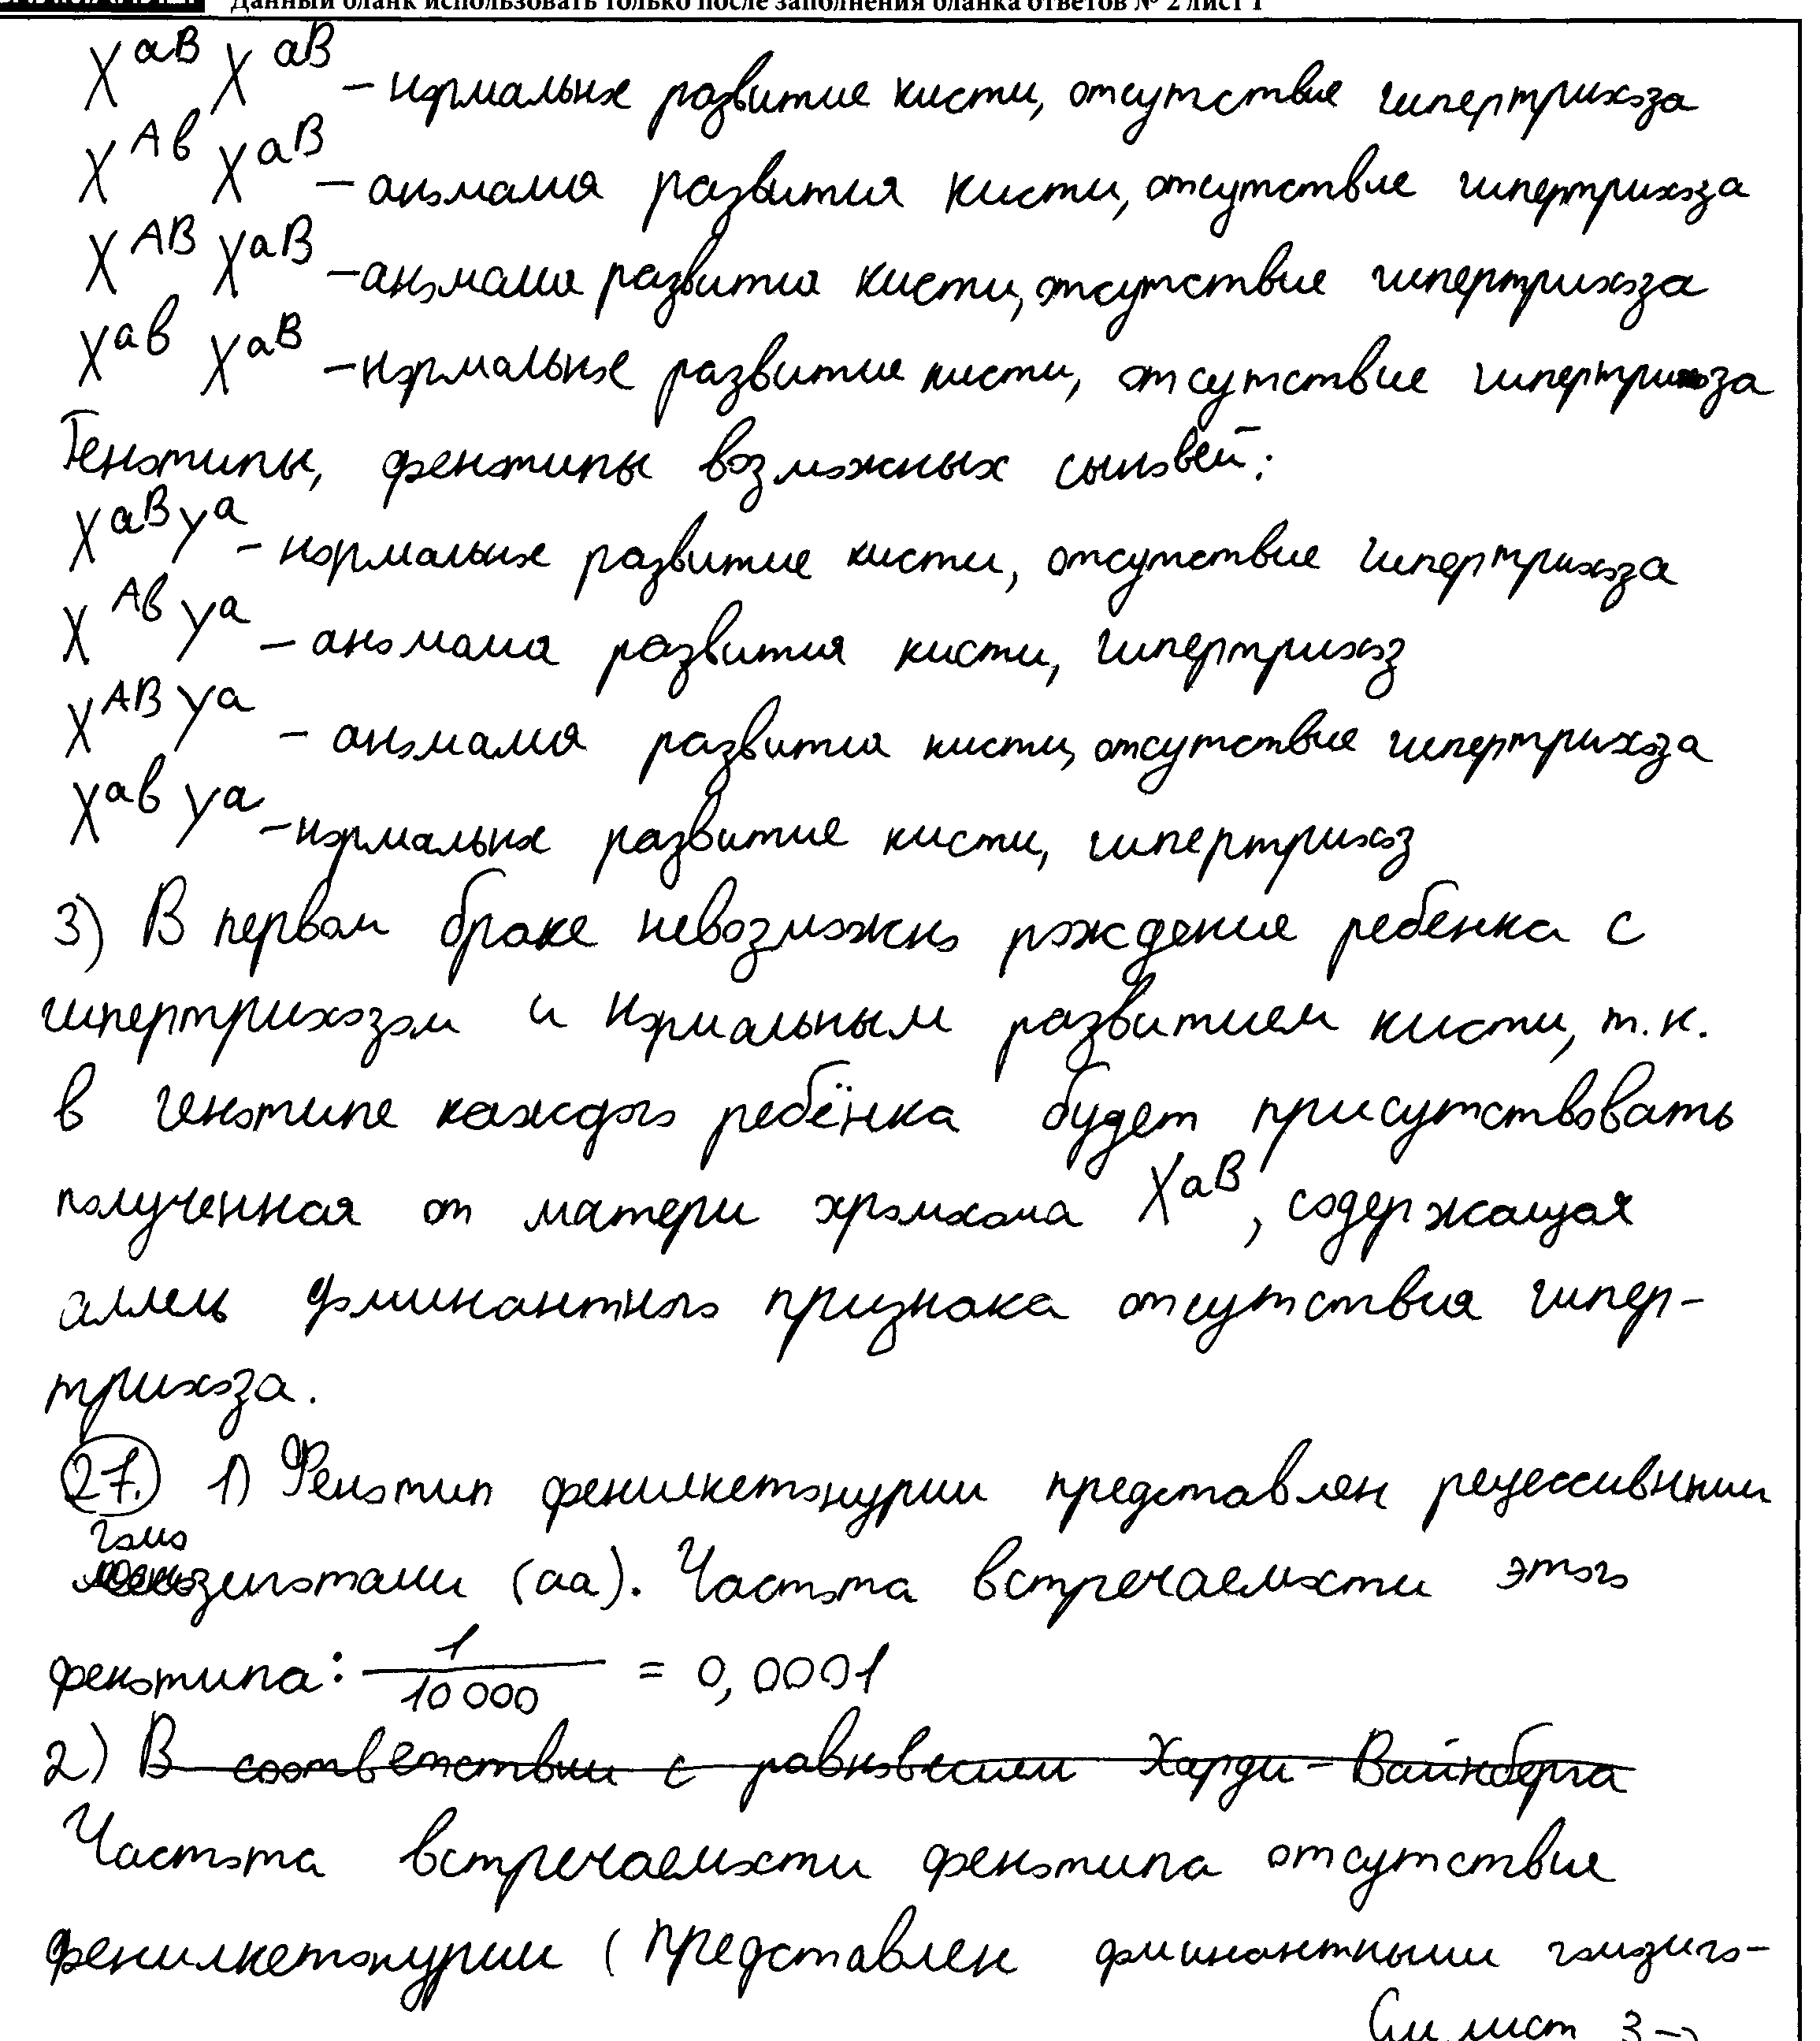 Данный бланк использовать только после заполнения бланка ответов № 2 лист 1
X^aB X^aB – нормальное развитие кисти, отсутствие гипертрихоза
X^Ab X^aB – аномалия развития кисти, отсутствие гипертрихоза
X^AB X^aB – аномалия развития кисти, отсутствие гипертрихоза
X^ab X^aB – нормальное развитие кисти, отсутствие гипертрихоза
Генотипы, фенотипы возможных сыновей:
X^aB Y^a – нормальное развитие кисти, отсутствие гипертрихоза
X^Ab Y^a – аномалия развития кисти, гипертрихоз
X^AB Y^a – аномалия развития кисти, отсутствие гипертрихоза
X^ab Y^a – нормальное развитие кисти, гипертрихоз
3) В первом браке невозможно рождение ребенка с
гипертрихозом и нормальным развитием кисти, т.к.
в генотипе каждого ребёнка будет присутствовать
полученная от матери хромосома X^aB, содержащая
аллель доминантного признака отсутствия гипер-
трихоза.
27. 1) Фенотип фенилкетонурии представлен рецессивными
гомо
зиготами (aa). Частота встречаемости этого
фенотипа: 1/10 000 = 0,0001
2) В соответствии с равновесием Харди – Вайнберга
Частота встречаемости фенотипа отсутствие
фенилкетонурии (представлен доминантными гомозиго-
См. лист 3 →